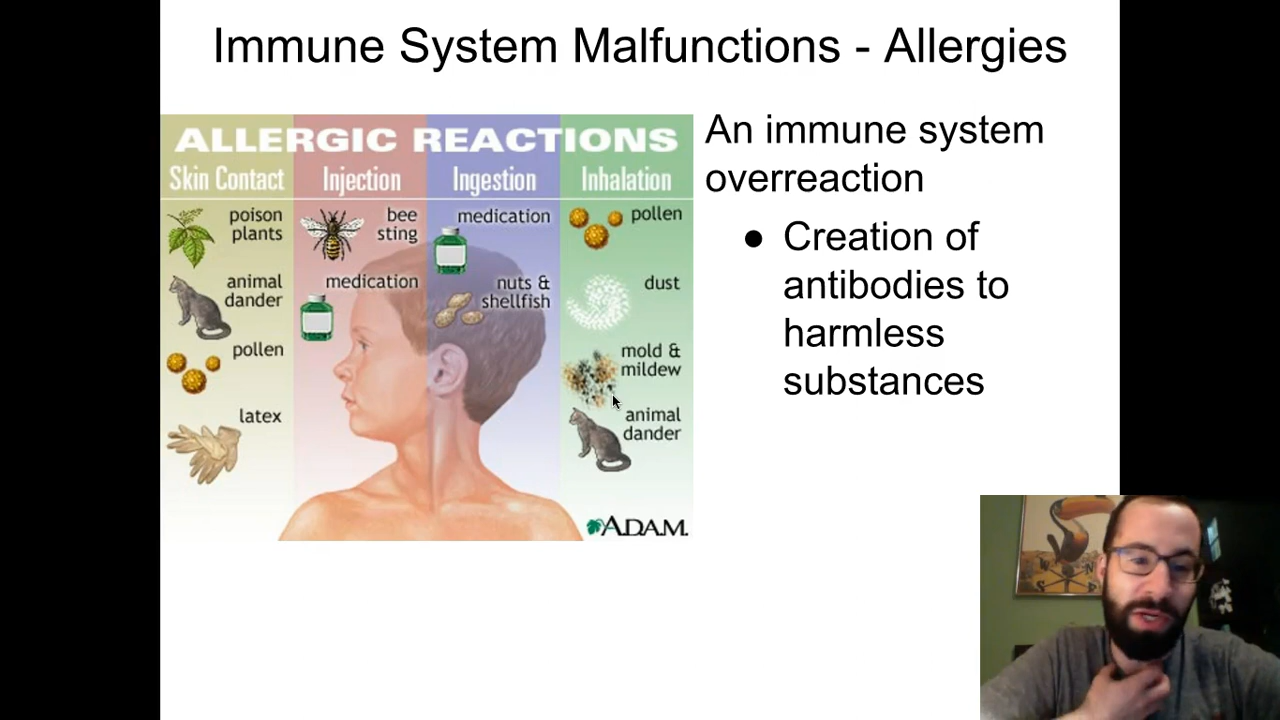 Immune System Malfunctions - Allergies
ALLERGIC REACTIONS
Skin Contact
poison
plants
animal
dander
pollen
latex
Injection
bee
sting
medication
Ingestion
medication
nuts &
shellfish
Inhalation
pollen
dust
mold &
mildew
animal
dander
A.D.A.M.
An immune system
overreaction
● Creation of
antibodies to
harmless
substances